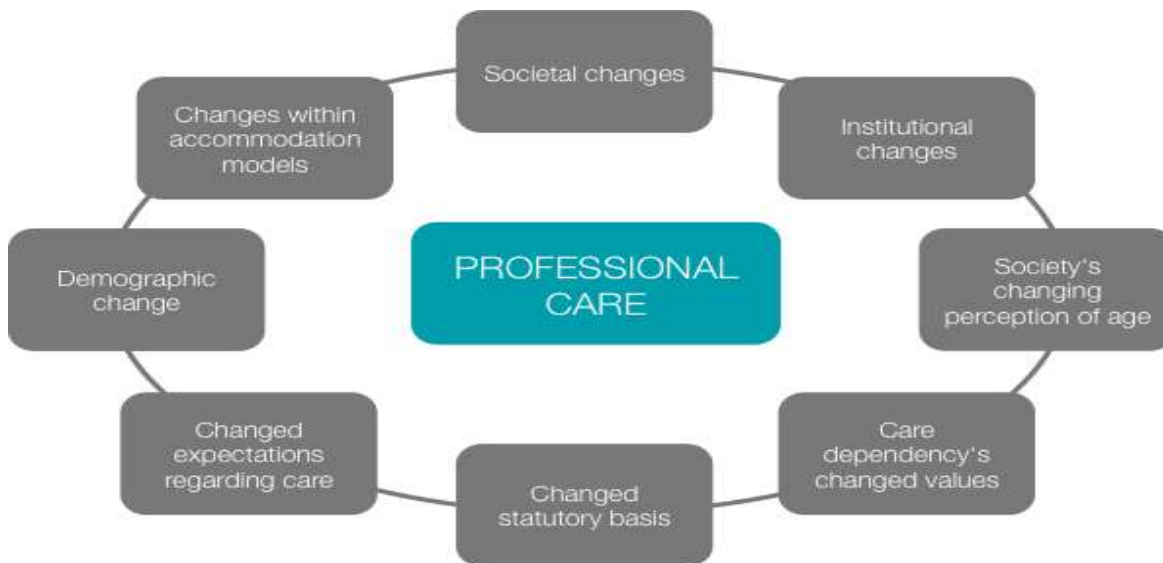 Societal changes
Institutional
changes
Society's
changing
perception of age
Care
dependency's
changed values
Changed
statutory basis
Changed
expectations
regarding care
Demographic
change
Changes within
accommodation
models
PROFESSIONAL
CARE